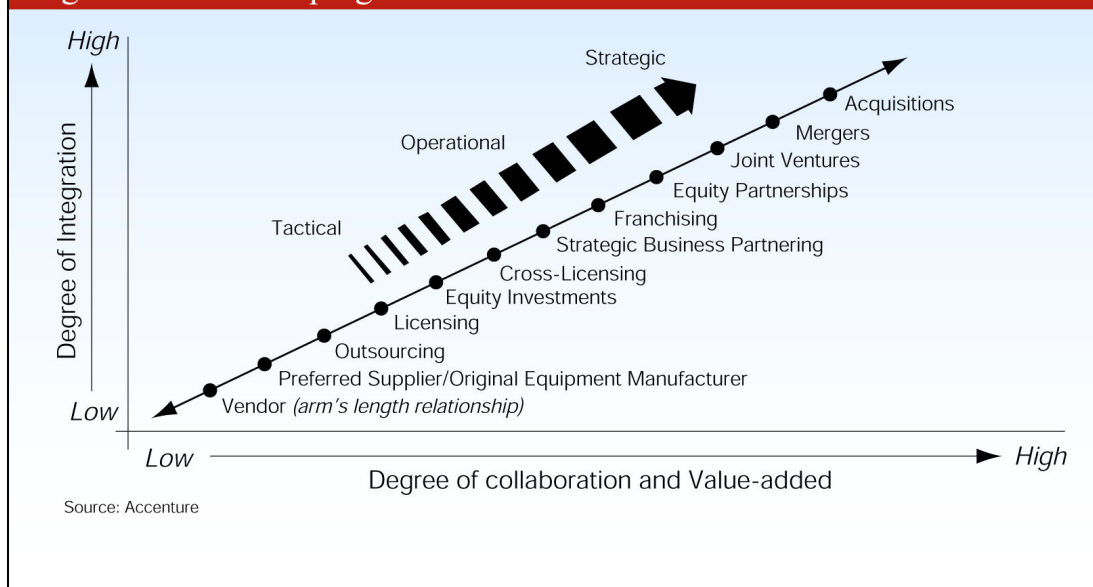 High
Strategic
Acquisitions
Mergers
Operational
Joint Ventures
Equity Partnerships
Degree of Integration
Franchising
Tactical
Strategic Business Partnering
Cross-Licensing
Equity Investments
Licensing
Outsourcing
Preferred Supplier/Original Equipment Manufacturer
Low
Vendor (arm's length relationship)
Low
High
Degree of collaboration and Value-added
Source: Accenture